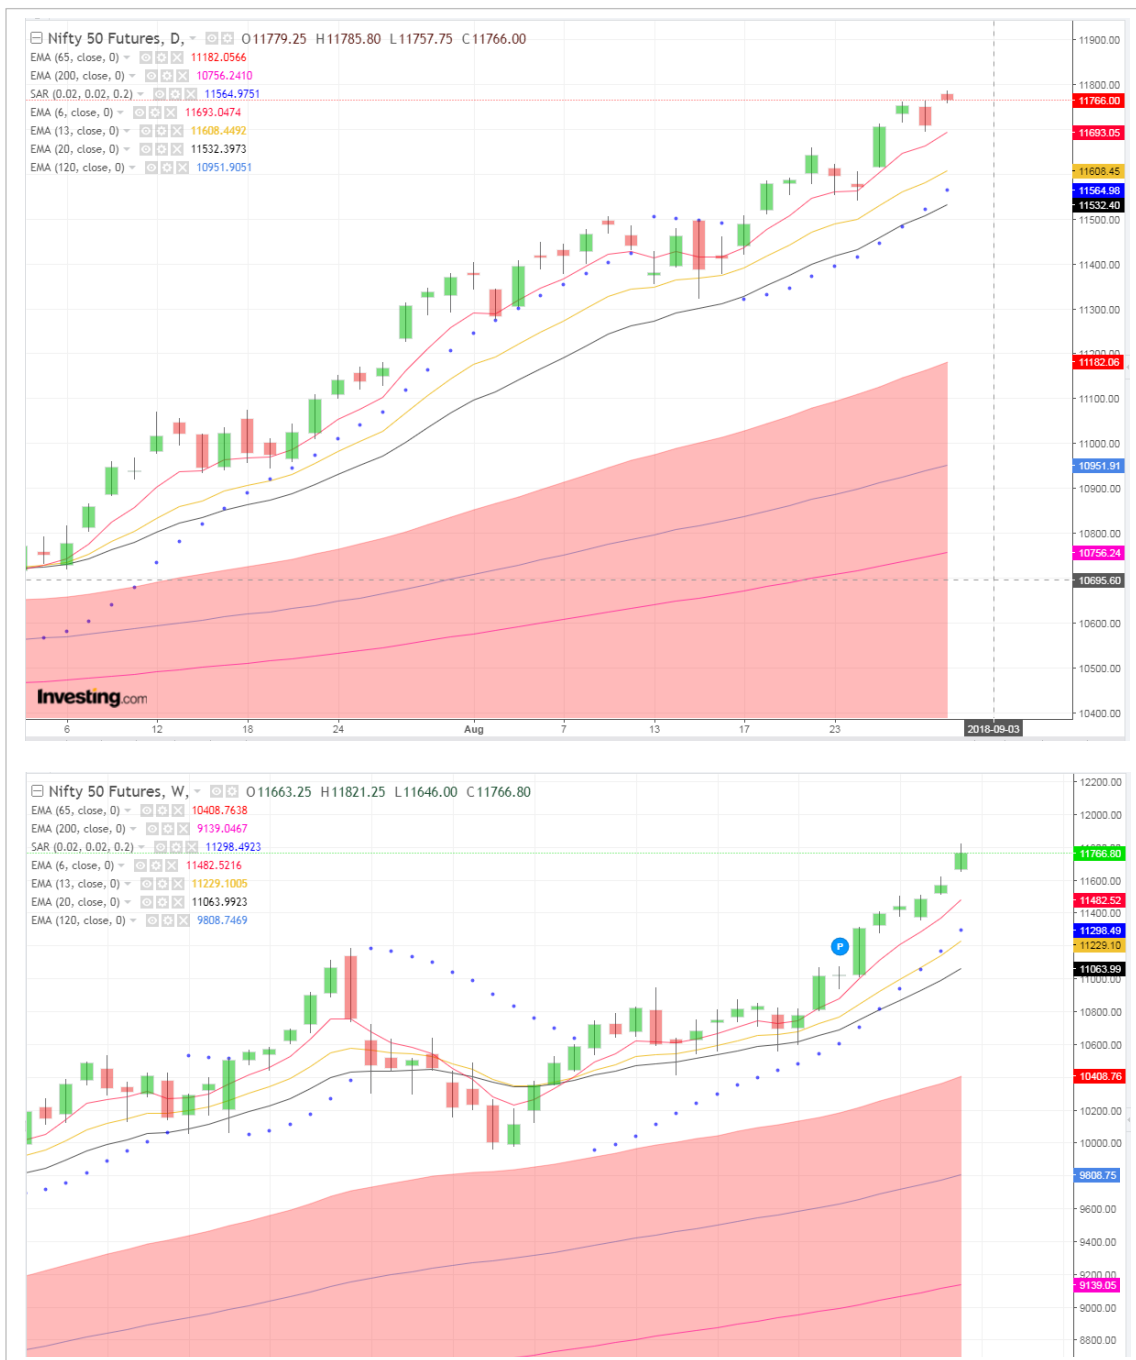 Nifty 50 Futures, D, O11779.25 H11785.80 L11757.75 C11766.00
EMA (65, close, 0) 11182.0566
EMA (200, close, 0) 10756.2410
SAR (0.02, 0.02, 0.2) 11564.9751
EMA (6, close, 0) 11693.0474
EMA (13, close, 0) 11608.4492
EMA (20, close, 0) 11532.3973
EMA (120, close, 0) 10951.9051
11900.00
11800.00
11766.00
11693.05
11608.45
11564.98
11532.40
11500.00
11400.00
11300.00
11200.00
11182.06
11100.00
11000.00
10951.91
10900.00
10800.00
10756.24
10695.60
10600.00
10500.00
10400.00
Investing.com
6 12 18 24 Aug 7 13 17 23 2018-09-03
Nifty 50 Futures, W, O11663.25 H11821.25 L11646.00 C11766.80
EMA (65, close, 0) 10408.7638
EMA (200, close, 0) 9139.0467
SAR (0.02, 0.02, 0.2) 11298.4923
EMA (6, close, 0) 11482.5216
EMA (13, close, 0) 11229.1005
EMA (20, close, 0) 11063.9923
EMA (120, close, 0) 9808.7469
P
12200.00
12000.00
11766.80
11600.00
11482.52
11400.00
11298.49
11229.10
11063.99
11000.00
10800.00
10600.00
10408.76
10200.00
10000.00
9808.75
9600.00
9400.00
9200.00
9139.05
9000.00
8800.00